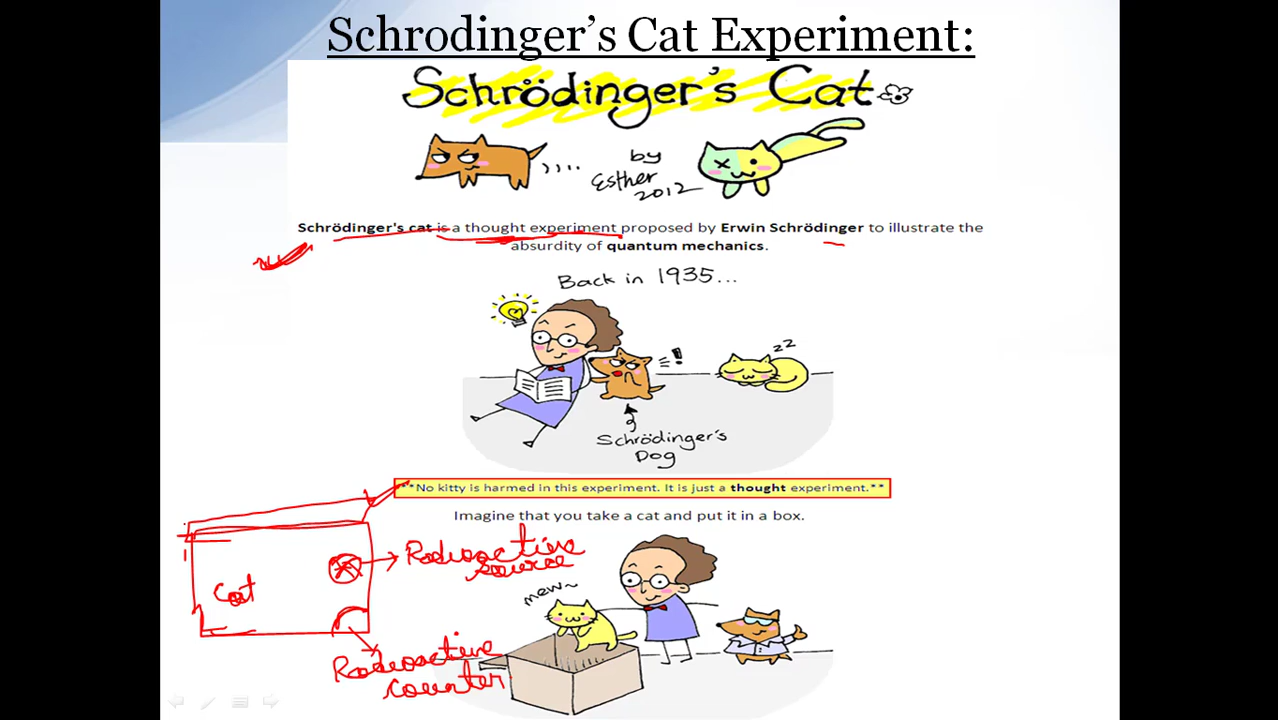 Schrodinger's Cat Experiment:
Schrödinger's Cat
by
Esther
2012
Schrödinger's cat is a thought experiment proposed by Erwin Schrödinger to illustrate the
absurdity of quantum mechanics.
Back in 1935...
zz
!
Schrödinger's
Dog
**No kitty is harmed in this experiment. It is just a thought experiment.**
Imagine that you take a cat and put it in a box.
Radioactive
source
Cat
mew~
Radioactive
counter